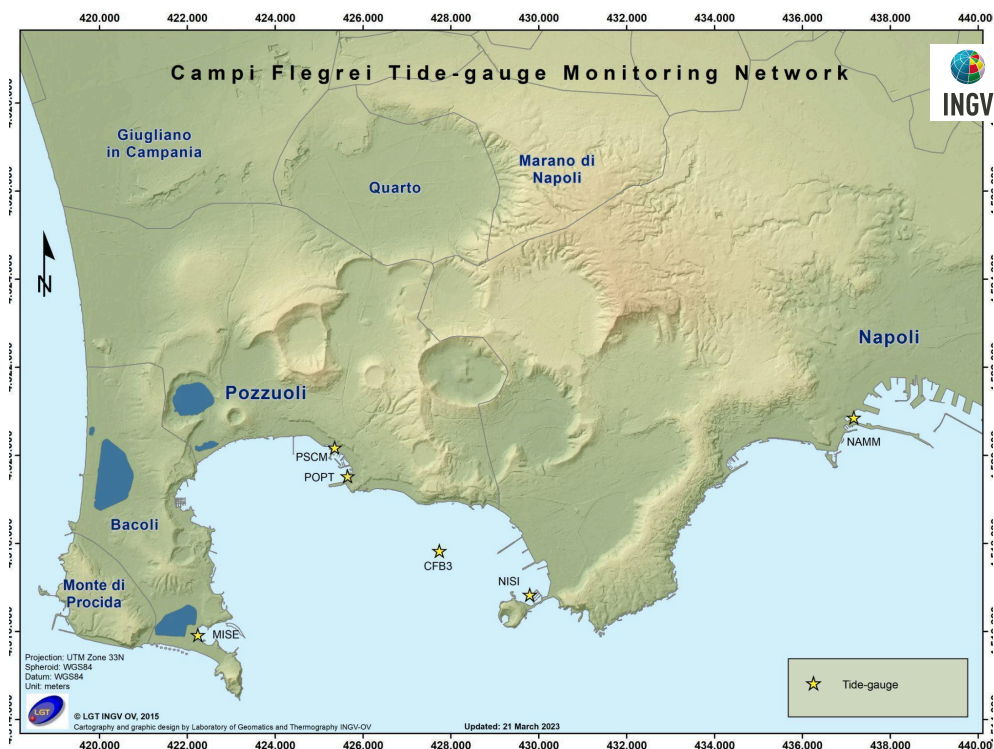 420.000 422.000 424.000 426.000 428.000 430.000 432.000 434.000 436.000 438.000 440.00
Campi Flegrei Tide-gauge Monitoring Network
INGV
Giugliano
in Campania
Marano di
Napoli
Quarto
N
Napoli
Pozzuoli
NAMM
PSCM
POPT
Bacoli
CFB3
NISI
Monte di
Procida
MISE
Projection: UTM Zone 33N
Spheroid: WGS84
Datum: WGS84
Unit: meters
Tide-gauge
LGT
© LGT INGV OV, 2015
Cartography and graphic design by Laboratory of Geomatics and Thermography INGV-OV
Updated: 21 March 2023
420.000 422.000 424.000 426.000 428.000 430.000 432.000 434.000 436.000 438.000 440.00